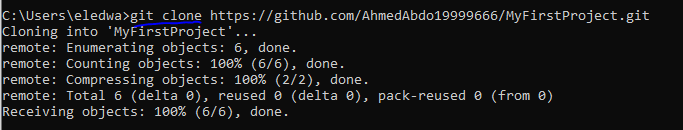 C:\Users\eledwa>git clone https://github.com/AhmedAbdo19999666/MyFirstProject.git
Cloning into 'MyFirstProject'...
remote: Enumerating objects: 6, done.
remote: Counting objects: 100% (6/6), done.
remote: Compressing objects: 100% (2/2), done.
remote: Total 6 (delta 0), reused 0 (delta 0), pack-reused 0 (from 0)
Receiving objects: 100% (6/6), done.